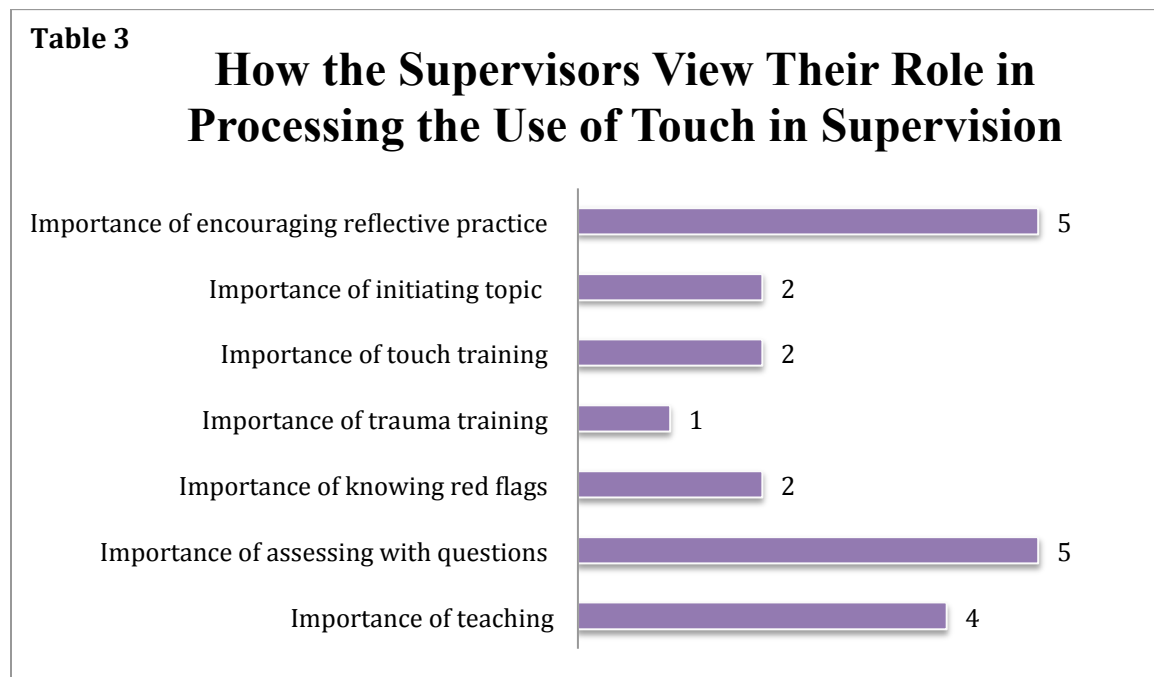 Table 3
How the Supervisors View Their Role in
Processing the Use of Touch in Supervision
Importance of encouraging reflective practice 5
Importance of initiating topic 2
Importance of touch training 2
Importance of trauma training 1
Importance of knowing red flags 2
Importance of assessing with questions 5
Importance of teaching 4